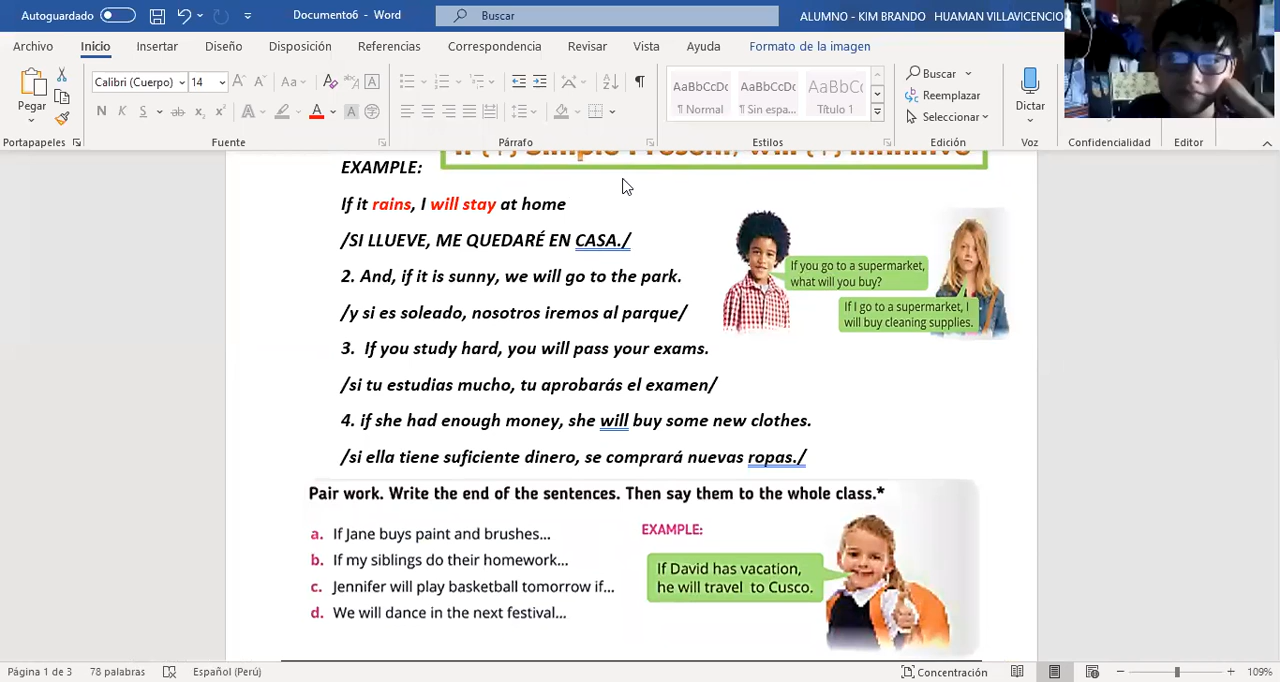 Autoguardado
Documento6 - Word
Buscar
ALUMNO - KIM BRANDO HUAMAN VILLAVICENCIO
Archivo Inicio Insertar Diseño Disposición Referencias Correspondencia Revisar Vista Ayuda Formato de la imagen
Pegar
Calibri (Cuerpo) 14
N K S ab x₂ x²
AaBbCcDc AaBbCcDc AaBbCc
¶ Normal ¶ Sin espa... Título 1
Buscar
Reemplazar
Seleccionar
Dictar
Portapapeles Fuente Párrafo Estilos Edición Voz Confidencialidad Editor
If (+) Simple Present, will (+) Infinitive
EXAMPLE:
If it rains, I will stay at home
/SI LLUEVE, ME QUEDARÉ EN CASA./
2. And, if it is sunny, we will go to the park.
/y si es soleado, nosotros iremos al parque/
3. If you study hard, you will pass your exams.
/si tu estudias mucho, tu aprobarás el examen/
4. if she had enough money, she will buy some new clothes.
/si ella tiene suficiente dinero, se comprará nuevas ropas./
If you go to a supermarket,
what will you buy?
If I go to a supermarket, I
will buy cleaning supplies.
Pair work. Write the end of the sentences. Then say them to the whole class.*
a. If Jane buys paint and brushes...
b. If my siblings do their homework...
c. Jennifer will play basketball tomorrow if...
d. We will dance in the next festival...
EXAMPLE:
If David has vacation,
he will travel to Cusco.
Página 1 de 3 78 palabras Español (Perú) Concentración 109%